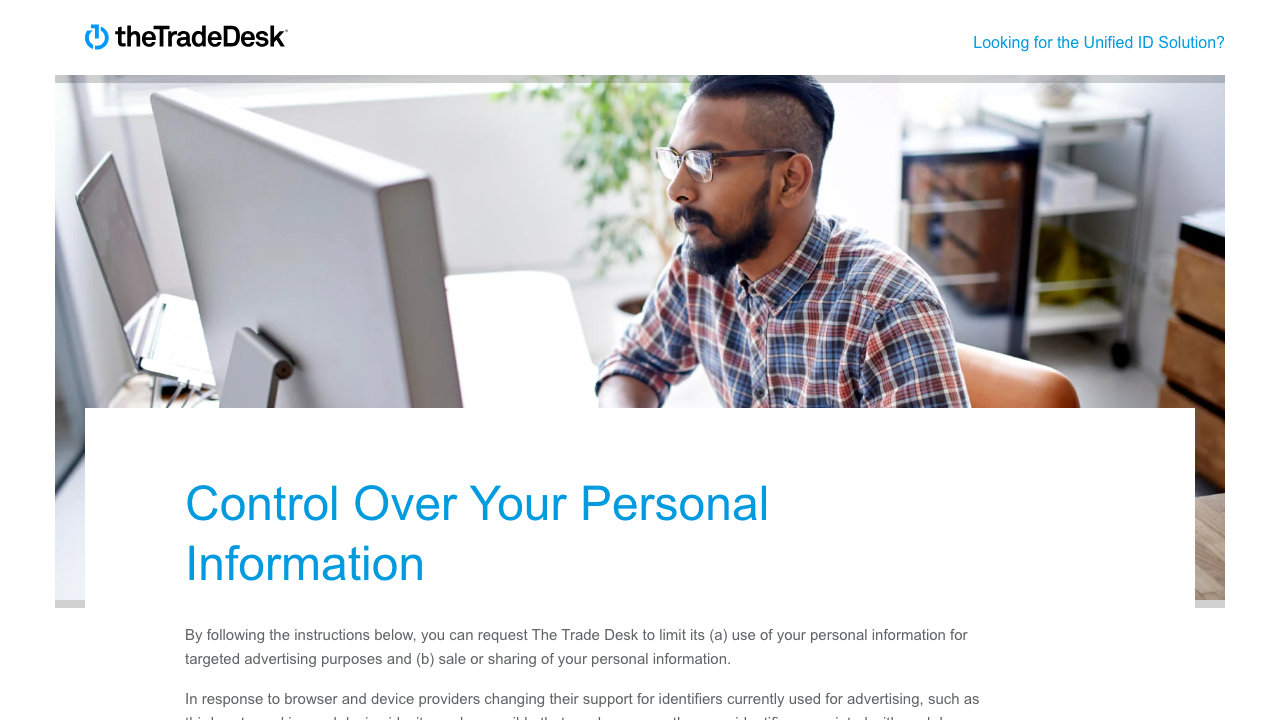 theTradeDesk
Looking for the Unified ID Solution?
Control Over Your Personal
Information
By following the instructions below, you can request The Trade Desk to limit its (a) use of your personal information for
targeted advertising purposes and (b) sale or sharing of your personal information.
In response to browser and device providers changing their support for identifiers currently used for advertising, such as